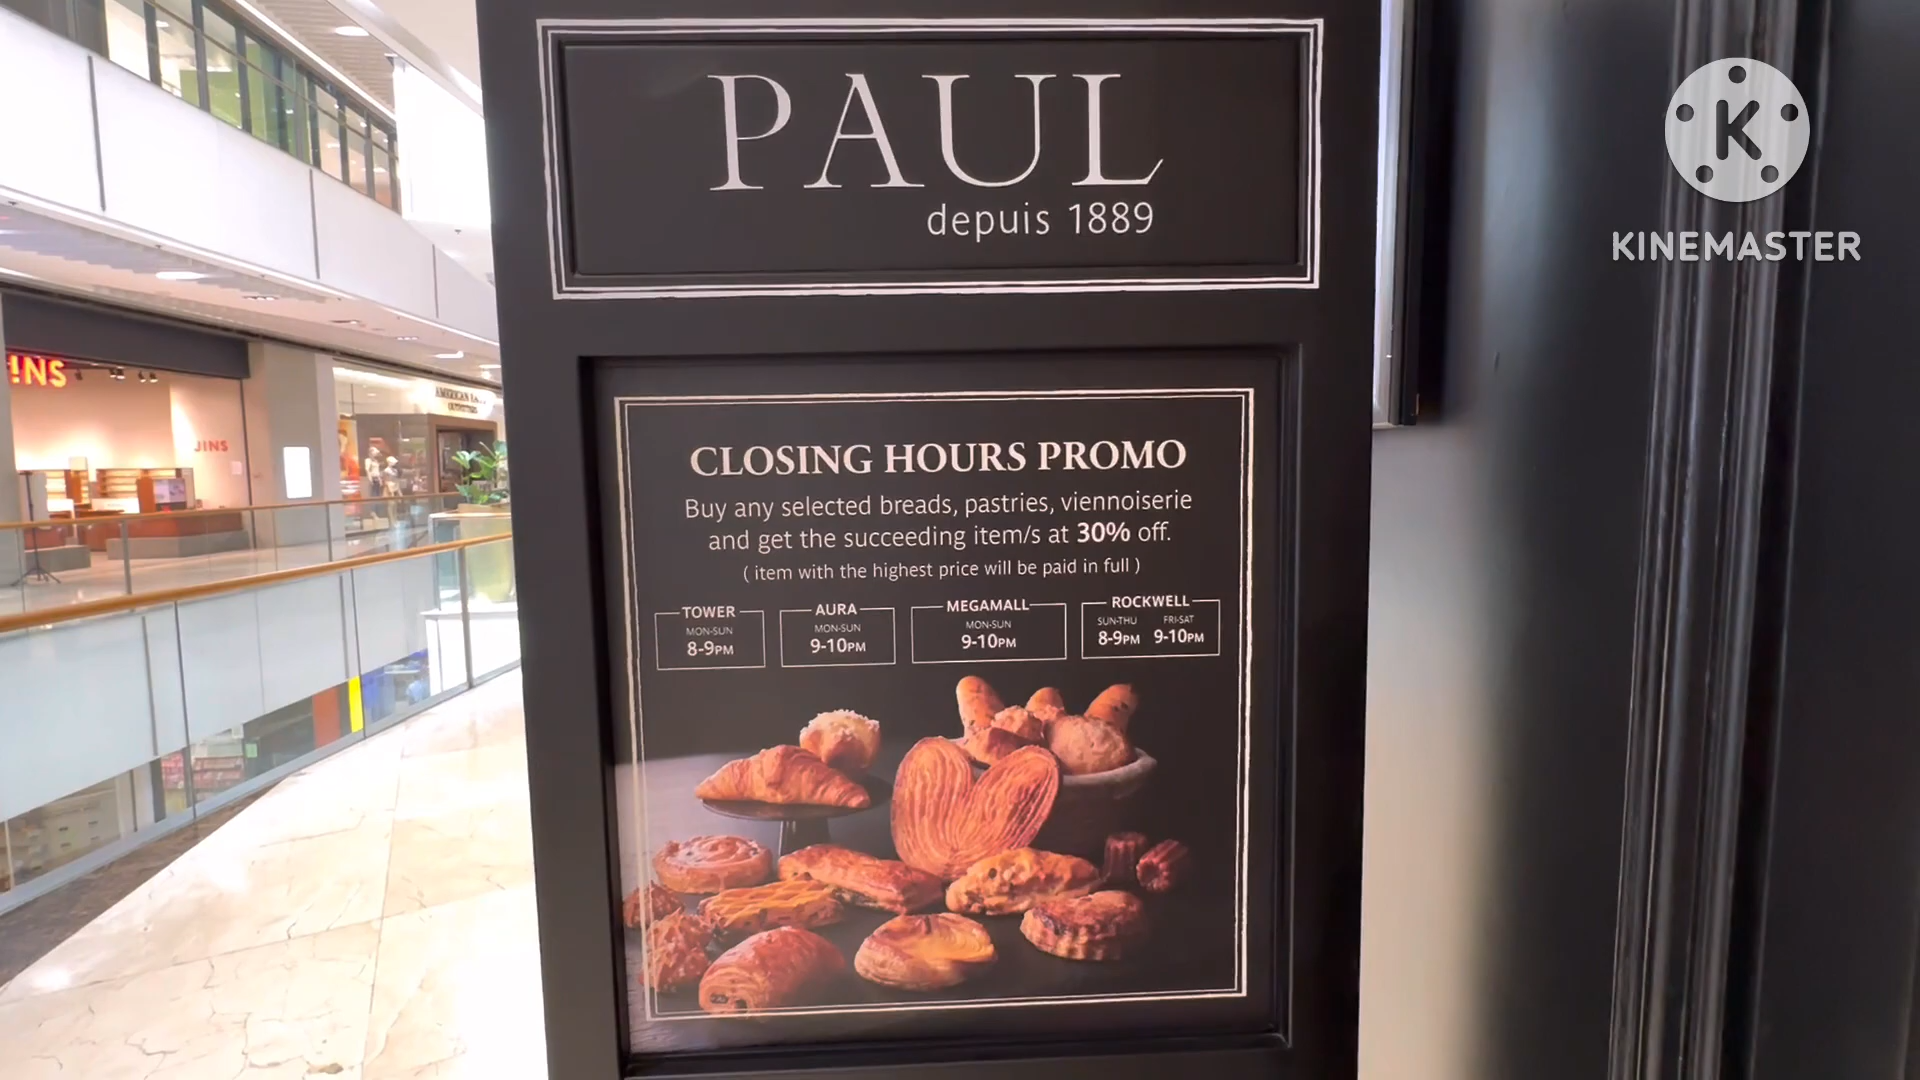 PAUL
depuis 1889
CLOSING HOURS PROMO
Buy any selected breads, pastries, viennoiserie
and get the succeeding item/s at 30% off.
( item with the highest price will be paid in full )
TOWER
MON-SUN
8-9PM
AURA
MON-SUN
9-10PM
MEGAMALL
MON-SUN
9-10PM
ROCKWELL
SUN-THU FRI-SAT
8-9PM 9-10PM
K
KINEMASTER
JINS
AMERICAN
OUTFITTERS